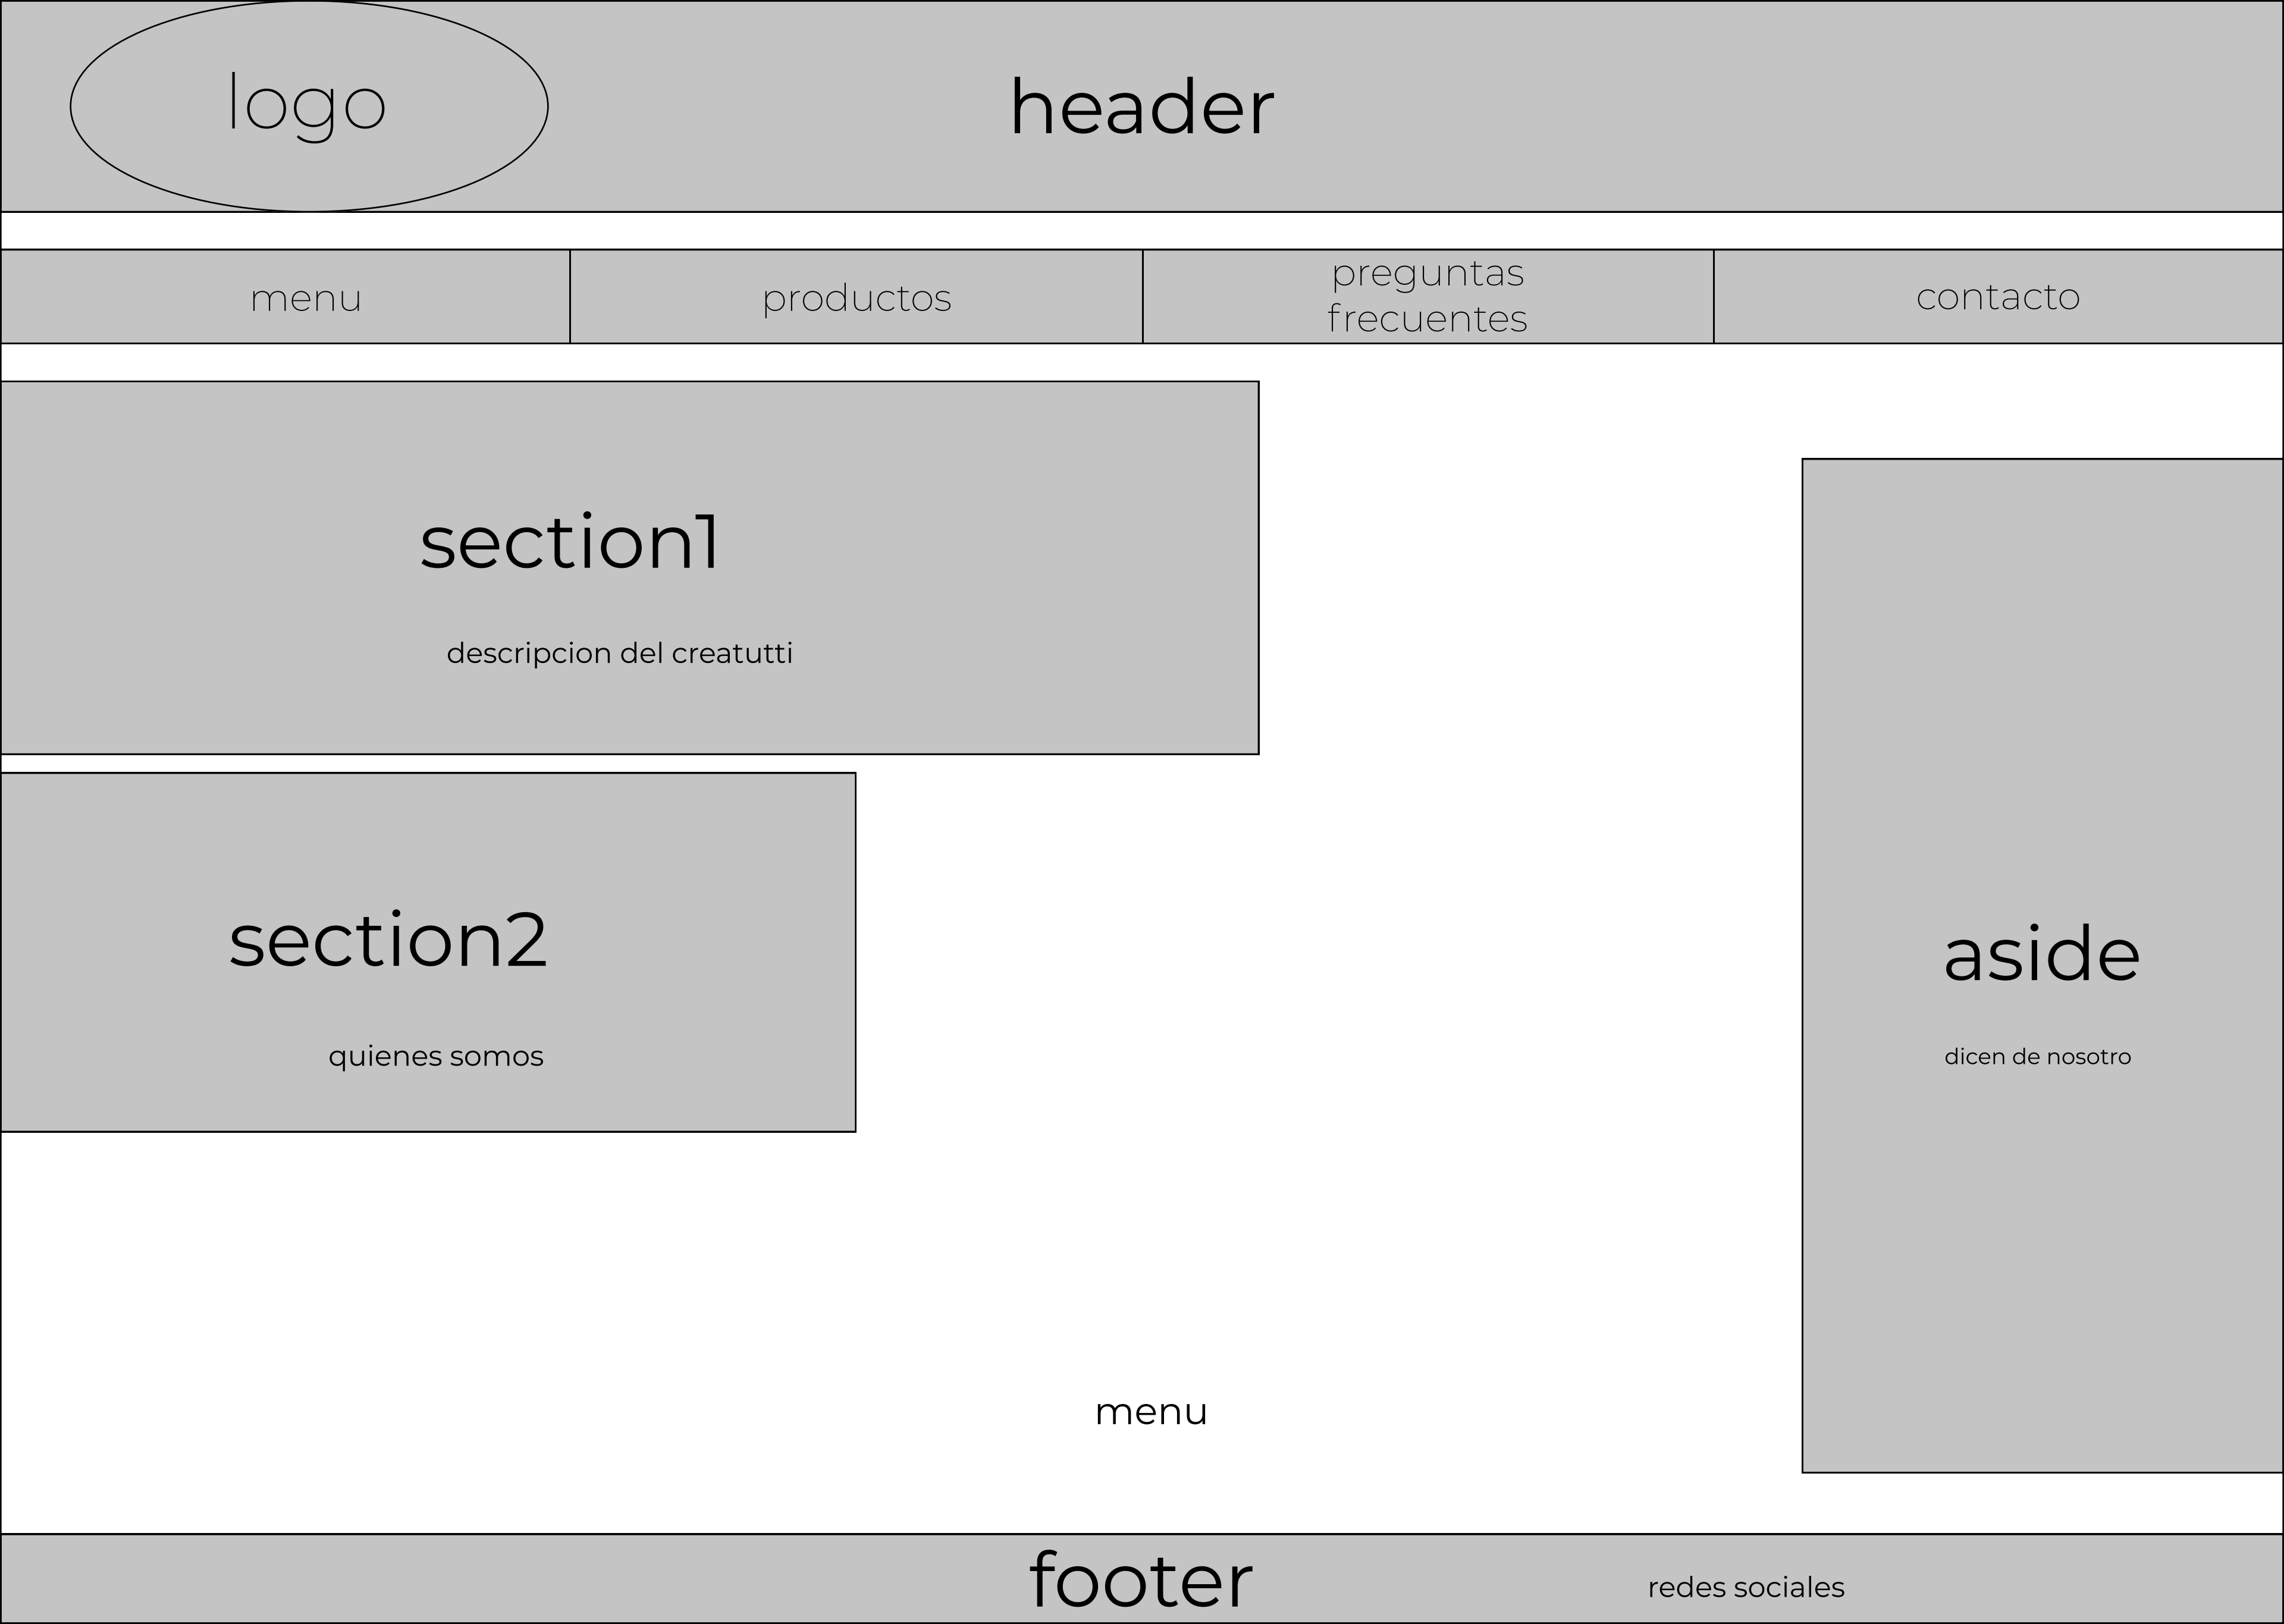 logo
header
menu
productos
preguntas
frecuentes
contacto
section1
descripcion del creatutti
section2
quienes somos
aside
dicen de nosotro
menu
footer
redes sociales